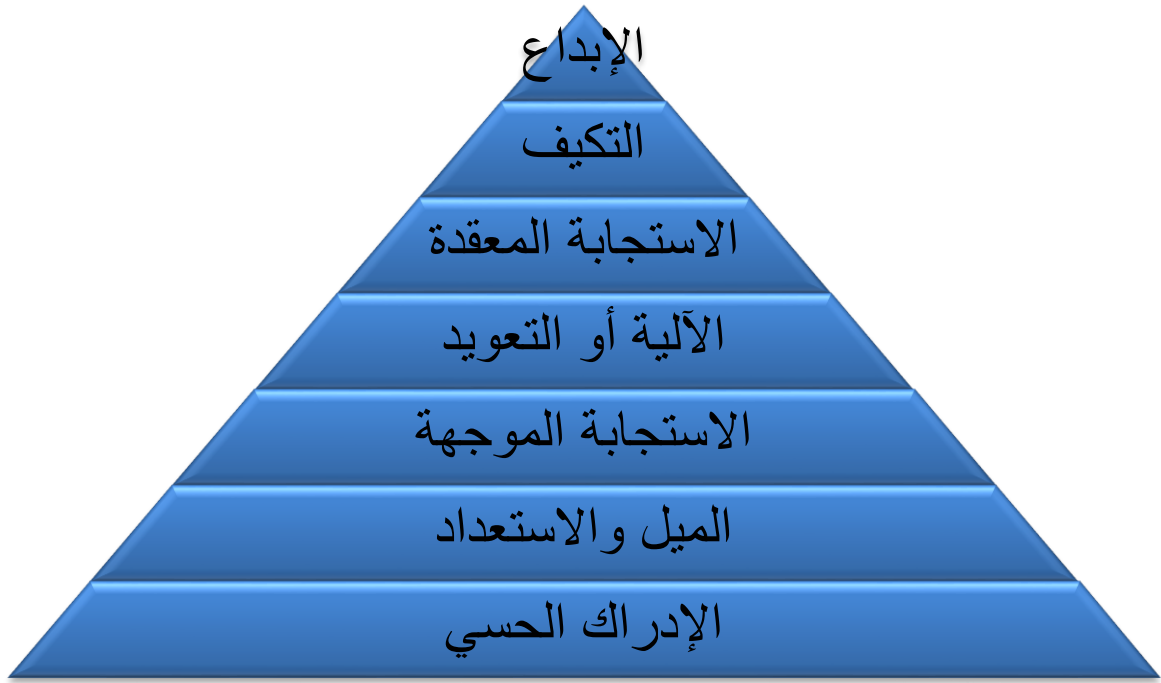 الإبداع
التكيف
الاستجابة المعقدة
الآلية أو التعويد
الاستجابة الموجهة
الميل والاستعداد
الإدراك الحسي